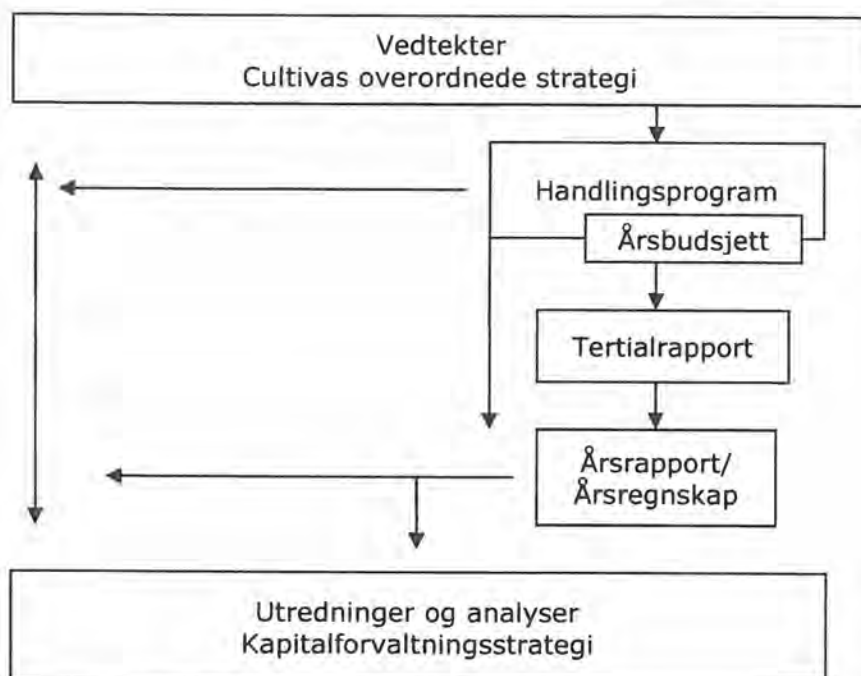 Vedtekter
Cultivas overordnede strategi
Handlingsprogram
Årsbudsjett
Tertialrapport
Årsrapport/
Årsregnskap
Utredninger og analyser
Kapitalforvaltningsstrategi